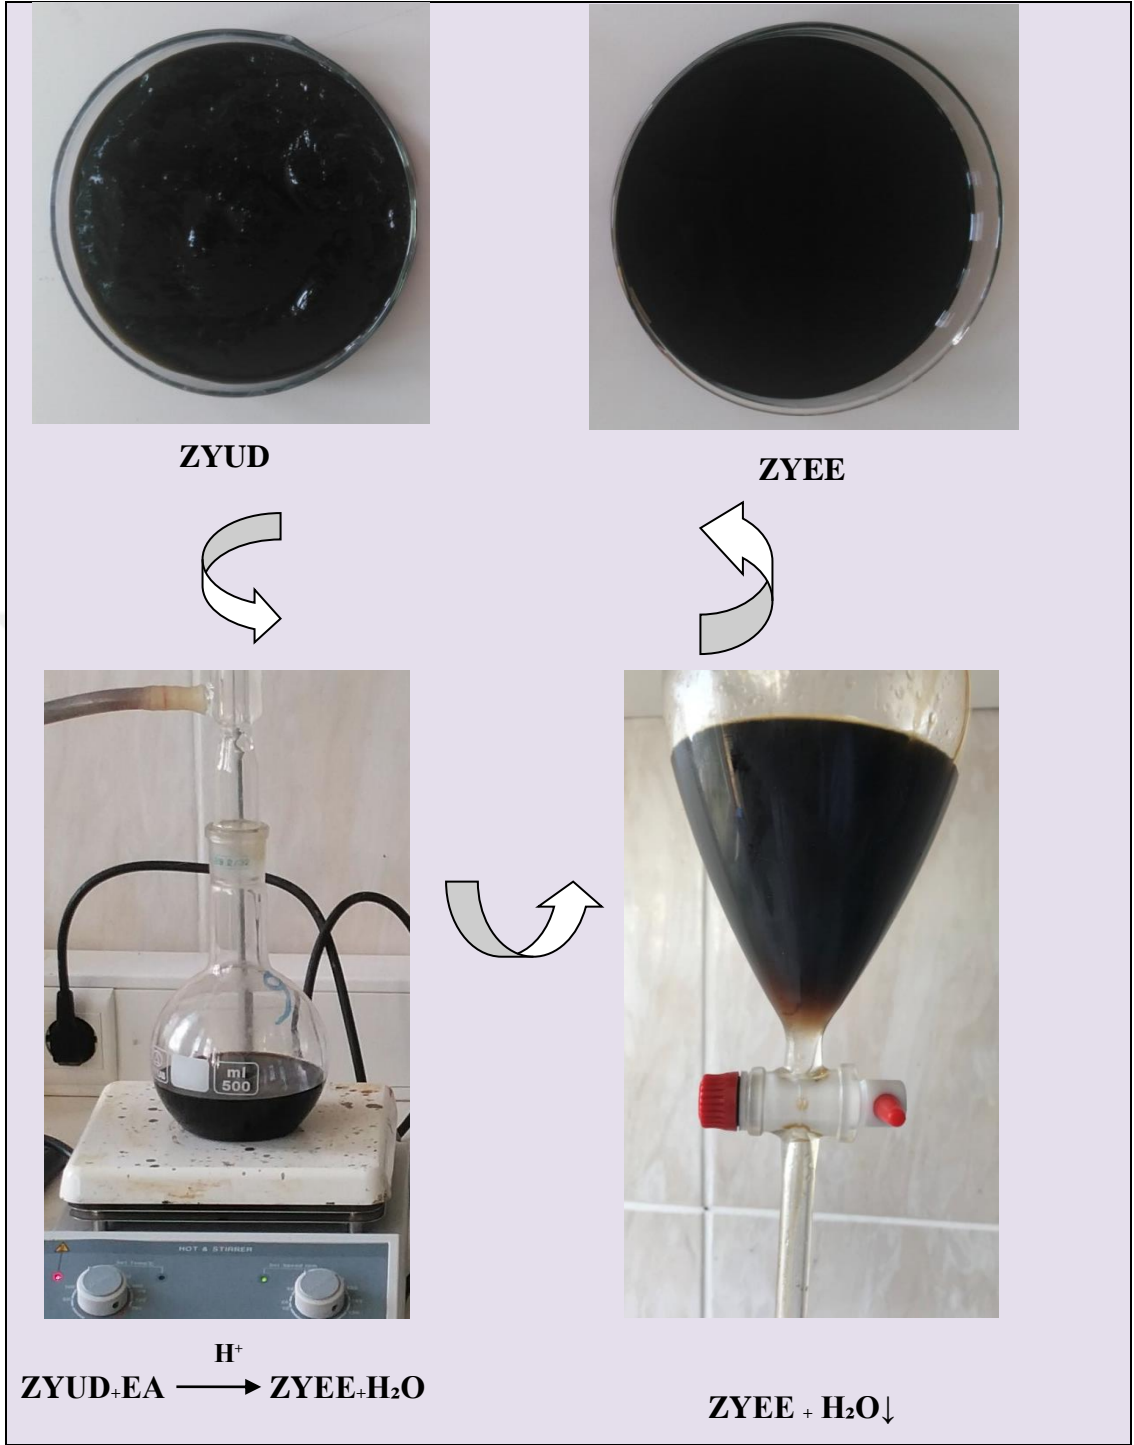 ZYUD
ZYEE
ml
500
HOT & STIRRER
H⁺
ZYUD+EA ⟶ ZYEE+H₂O
ZYEE + H₂O↓